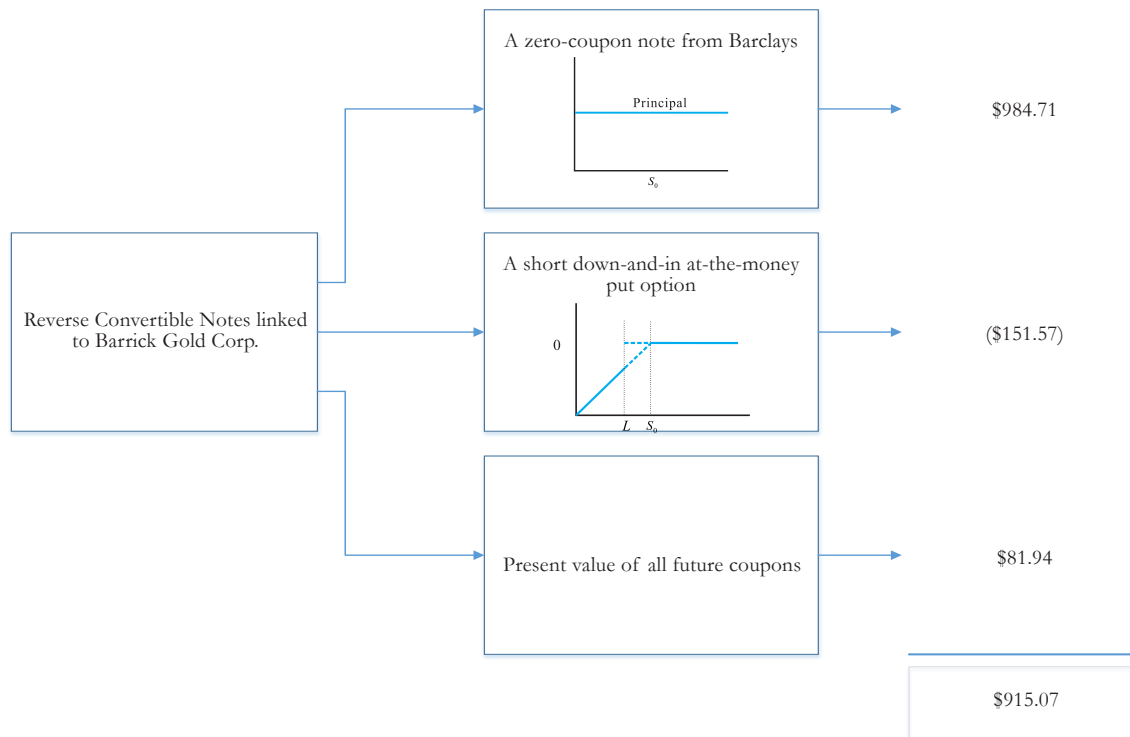 A zero-coupon note from Barclays
Principal
S₀
$984.71
Reverse Convertible Notes linked
to Barrick Gold Corp.
A short down-and-in at-the-money
put option
0
L S₀
($151.57)
Present value of all future coupons
$81.94
$915.07